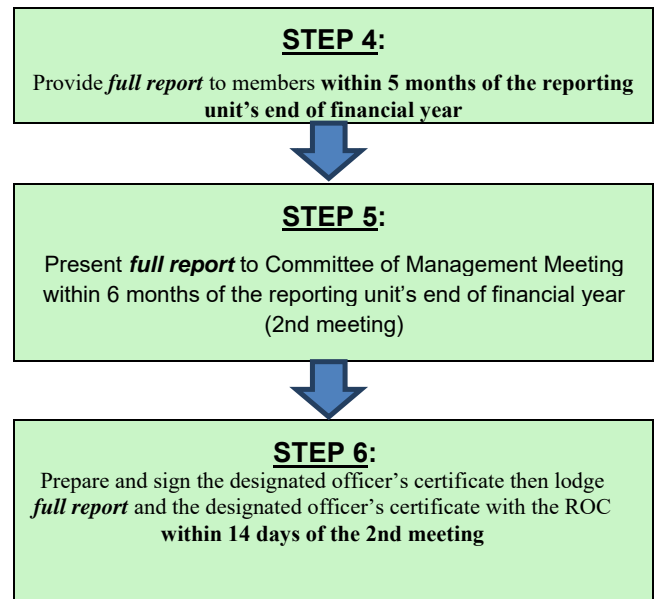 STEP 4:
Provide full report to members within 5 months of the reporting
unit's end of financial year
STEP 5:
Present full report to Committee of Management Meeting
within 6 months of the reporting unit's end of financial year
(2nd meeting)
STEP 6:
Prepare and sign the designated officer's certificate then lodge
full report and the designated officer's certificate with the ROC
within 14 days of the 2nd meeting